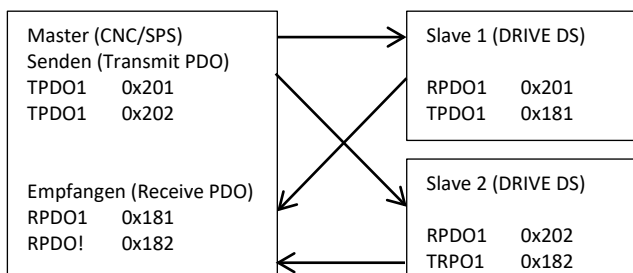 Master (CNC/SPS)
Senden (Transmit PDO)
TPDO1 0x201
TPDO1 0x202
Empfangen (Receive PDO)
RPDO1 0x181
RPDO! 0x182
Slave 1 (DRIVE DS)
RPDO1 0x201
TPDO1 0x181
Slave 2 (DRIVE DS)
RPDO1 0x202
TRPO1 0x182